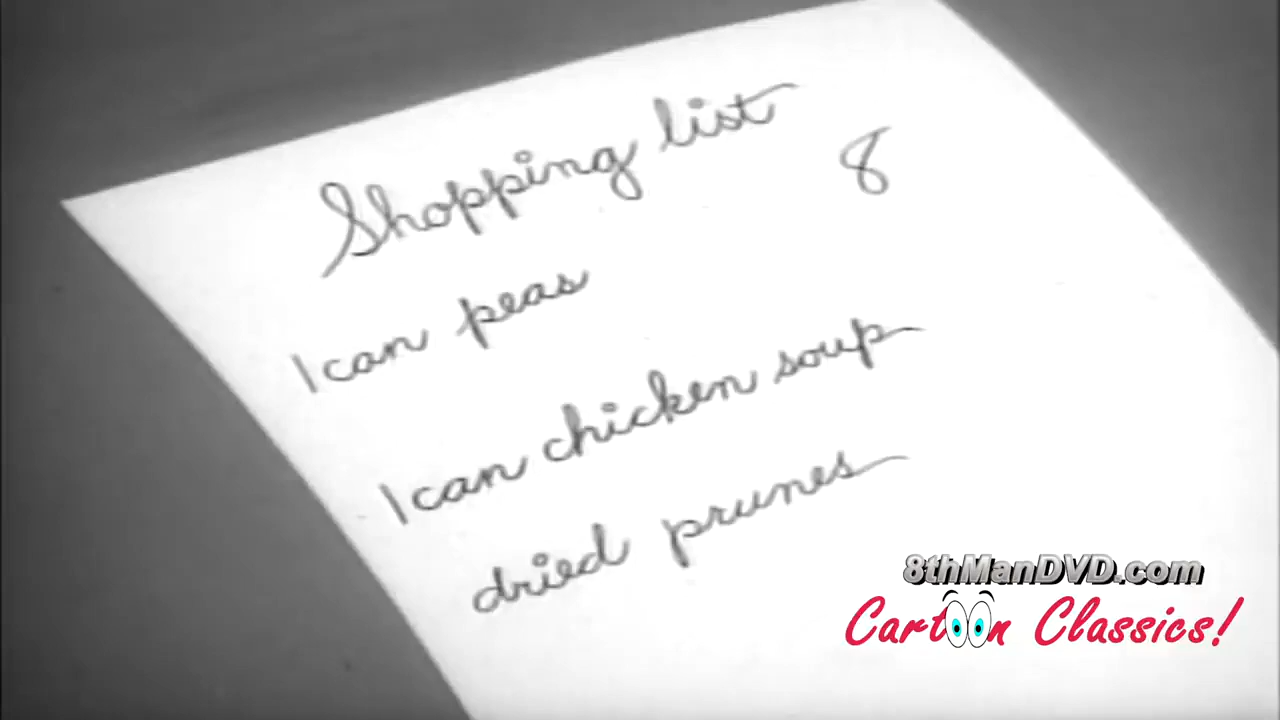 Shopping list
8
1 can peas
1 can chicken soup
dried prunes
8thManDVD.com
Cartoon Classics!